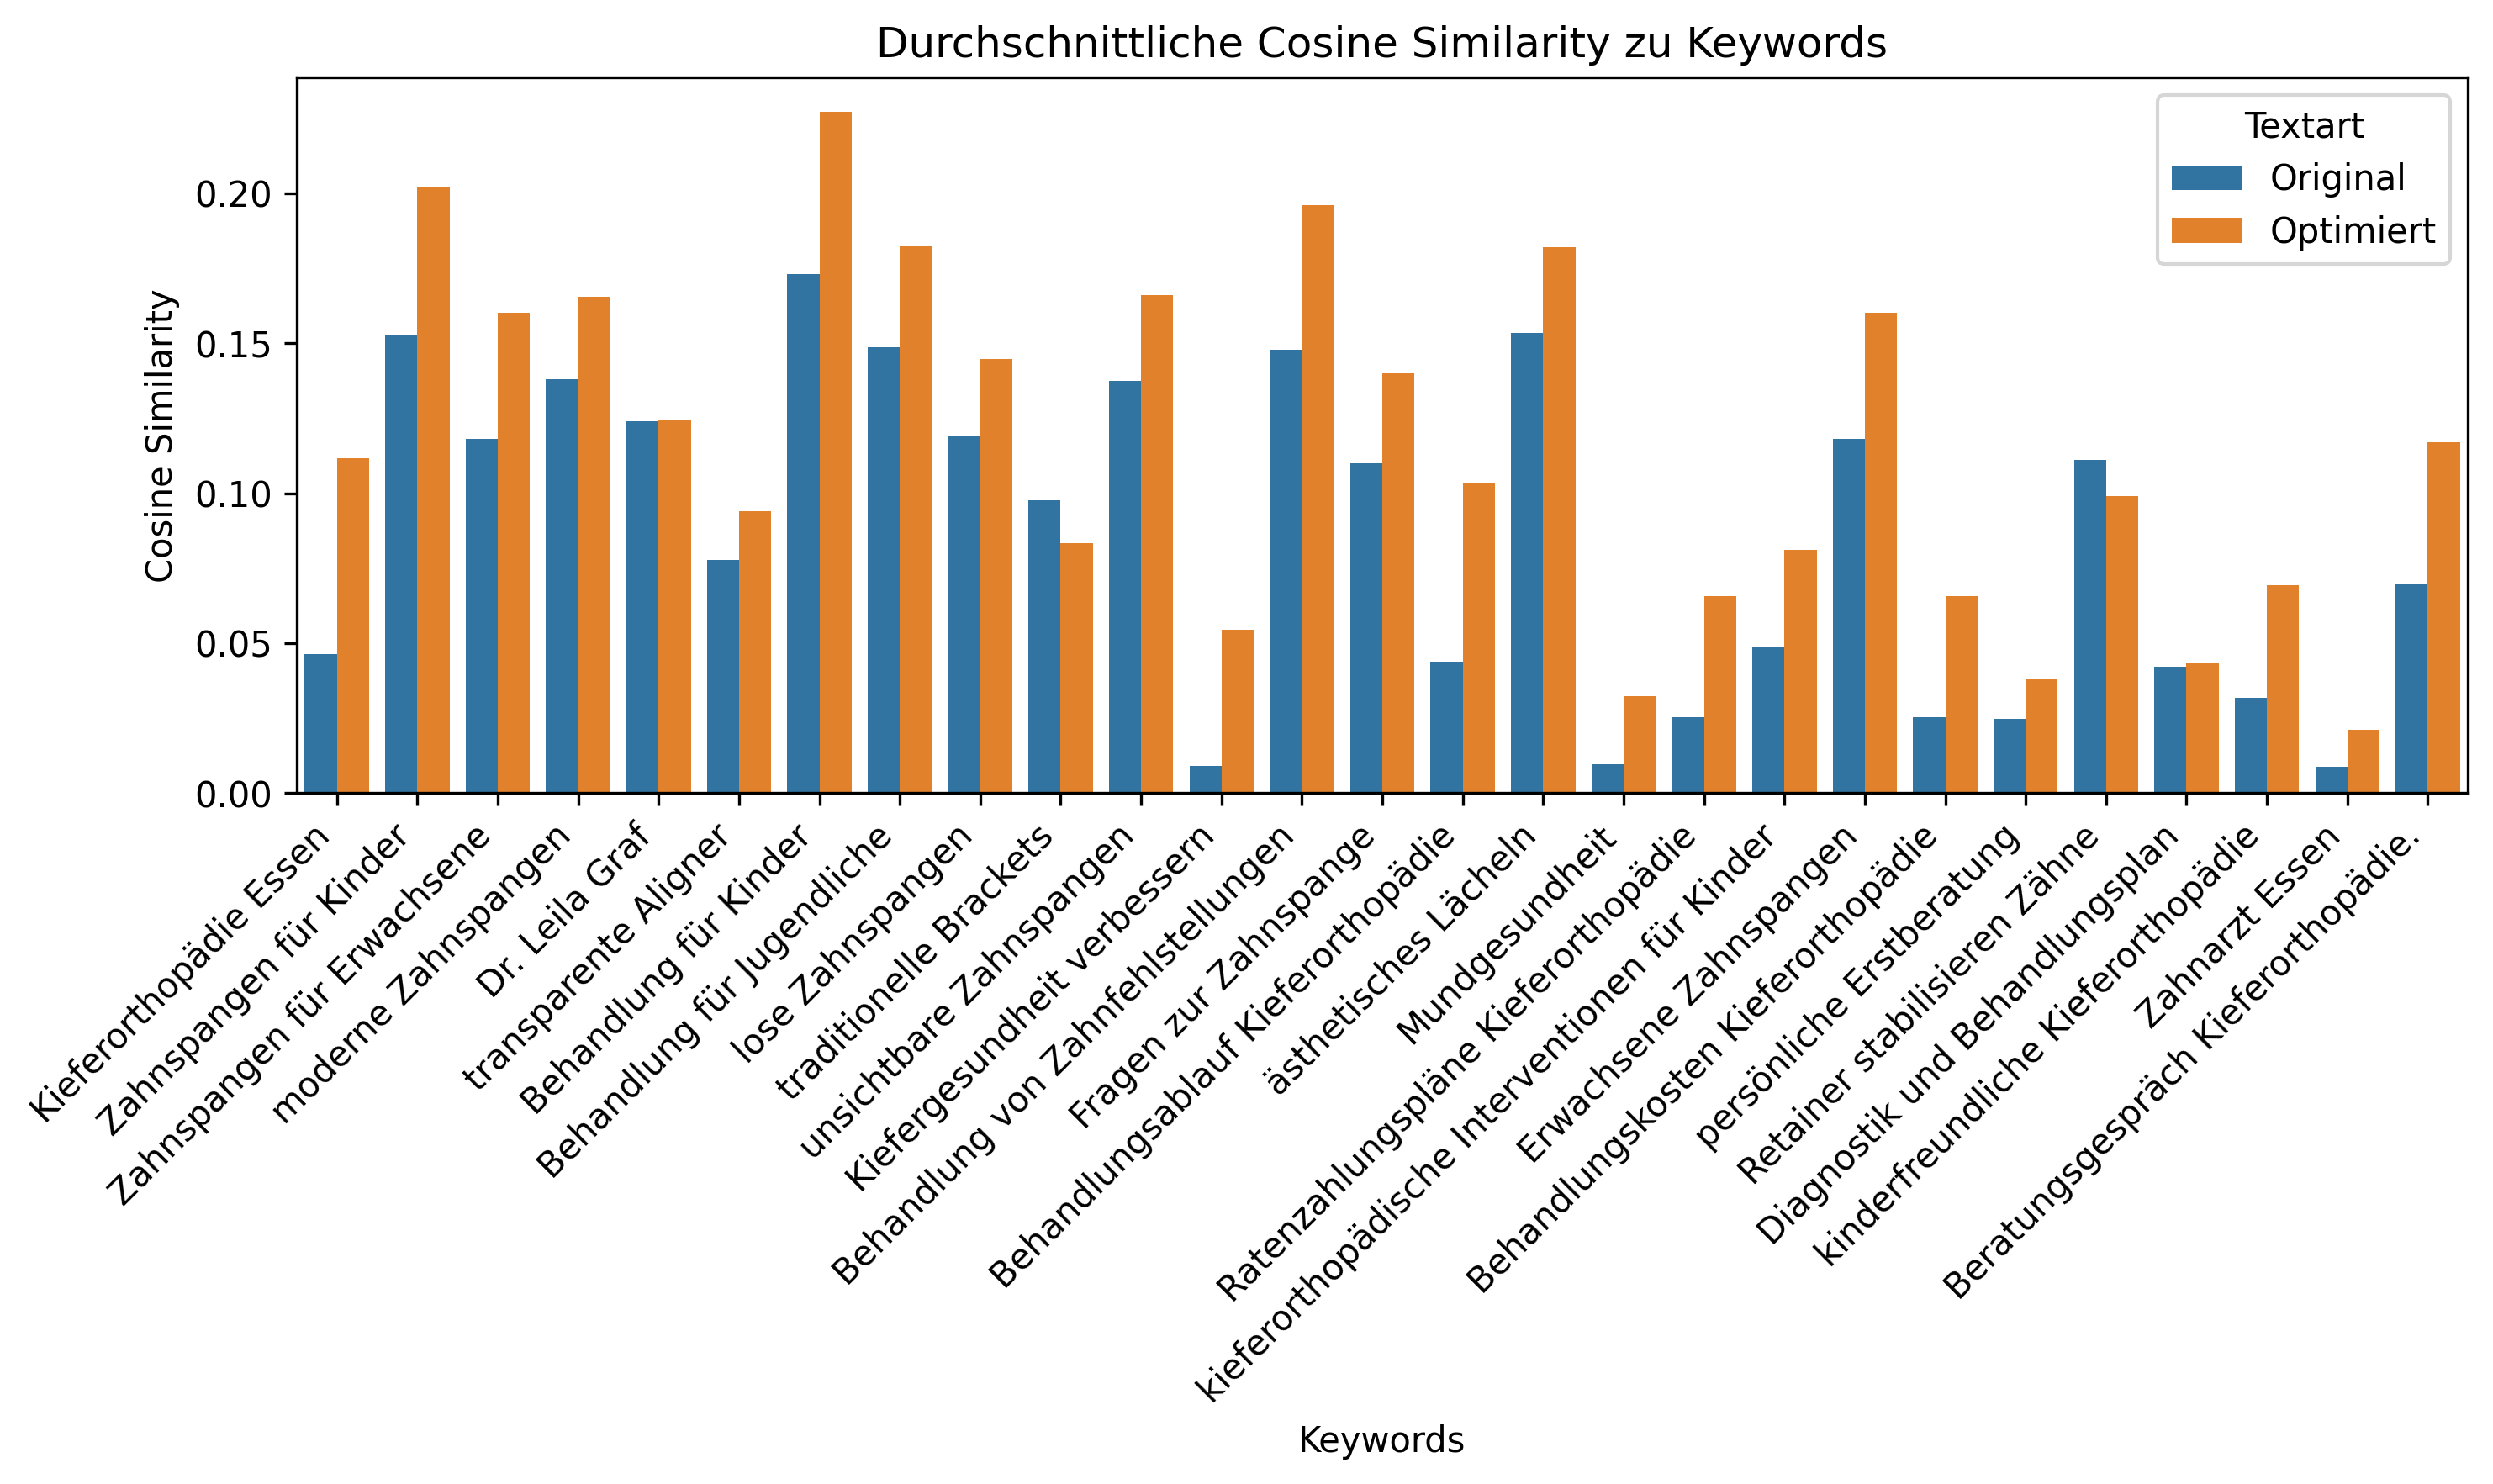 Durchschnittliche Cosine Similarity zu Keywords
Textart
Original
Optimiert
Cosine Similarity
0.20
0.15
0.10
0.05
0.00
Kieferorthopädie Essen
Zahnspangen für Kinder
Zahnspangen für Erwachsene
moderne Zahnspangen
Dr. Leila Graf
transparente Aligner
Behandlung für Kinder
Behandlung für Jugendliche
lose Zahnspangen
traditionelle Brackets
unsichtbare Zahnspangen
Kiefergesundheit verbessern
Behandlung von Zahnfehlstellungen
Fragen zur Zahnspange
Behandlungsablauf Kieferorthopädie
ästhetisches Lächeln
Mundgesundheit
Ratenzahlungspläne Kieferorthopädie
kieferorthopädische Interventionen für Kinder
Erwachsene Zahnspangen
Behandlungskosten Kieferorthopädie
persönliche Erstberatung
Retainer stabilisieren Zähne
Diagnostik und Behandlungsplan
kinderfreundliche Kieferorthopädie
Zahnarzt Essen
Beratungsgespräch Kieferorthopädie.
Keywords